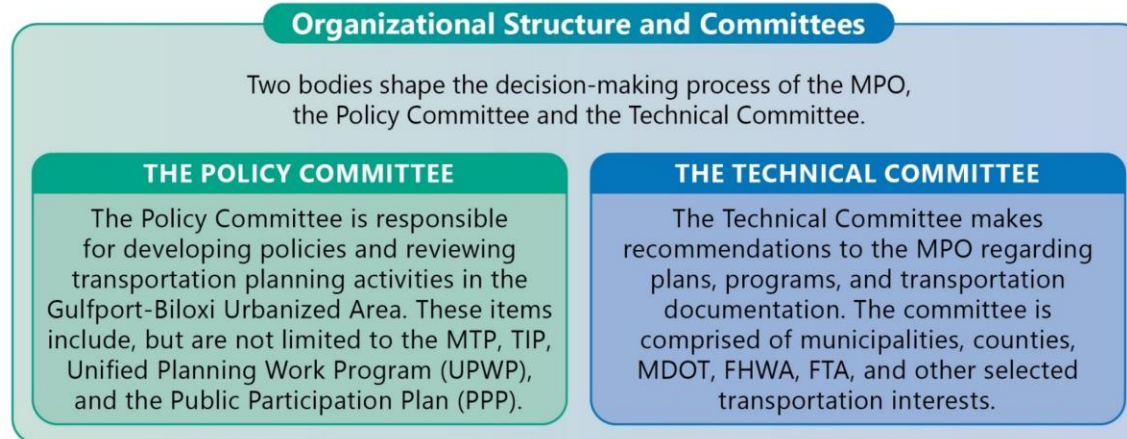 Organizational Structure and Committees
Two bodies shape the decision-making process of the MPO,
the Policy Committee and the Technical Committee.
THE POLICY COMMITTEE
The Policy Committee is responsible
for developing policies and reviewing
transportation planning activities in the
Gulfport-Biloxi Urbanized Area. These items
include, but are not limited to the MTP, TIP,
Unified Planning Work Program (UPWP),
and the Public Participation Plan (PPP).
THE TECHNICAL COMMITTEE
The Technical Committee makes
recommendations to the MPO regarding
plans, programs, and transportation
documentation. The committee is
comprised of municipalities, counties,
MDOT, FHWA, FTA, and other selected
transportation interests.